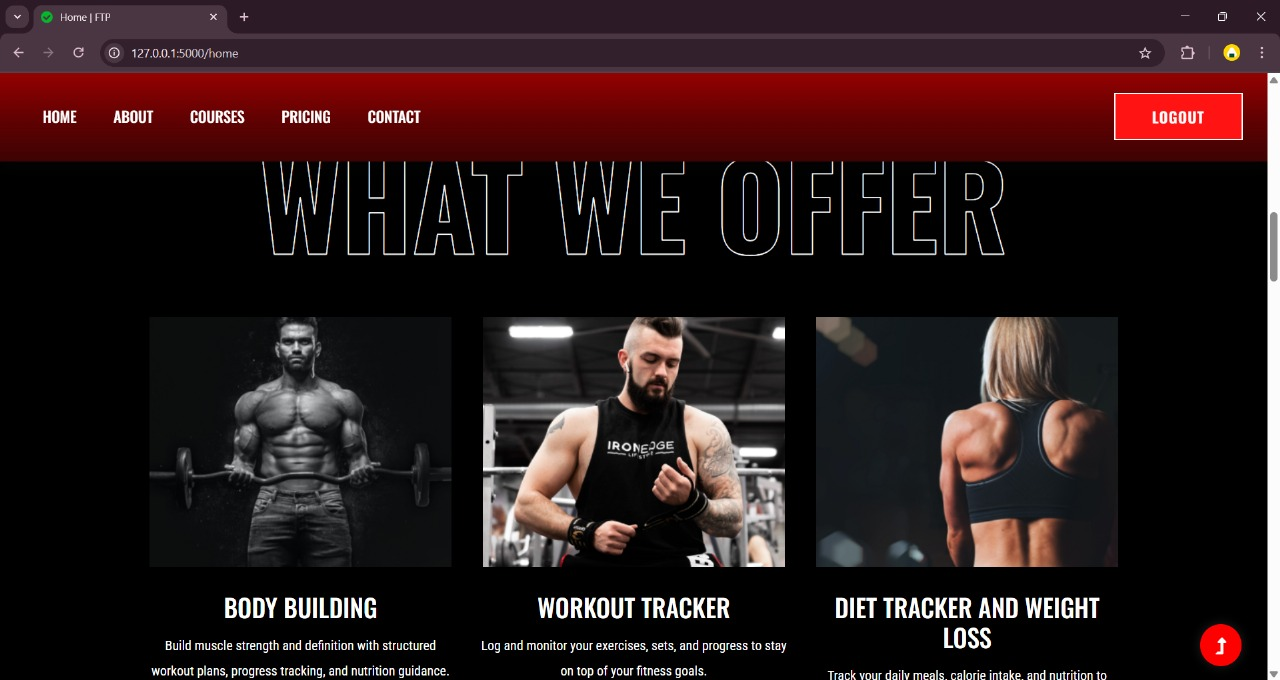 Home | FTP
127.0.0.1:5000/home
HOME ABOUT COURSES PRICING CONTACT LOGOUT
WHAT WE OFFER
IRON EDGE
BODY BUILDING
Build muscle strength and definition with structured
workout plans, progress tracking, and nutrition guidance.
WORKOUT TRACKER
Log and monitor your exercises, sets, and progress to stay
on top of your fitness goals.
DIET TRACKER AND WEIGHT
LOSS
Track your daily meals, calorie intake, and nutrition to